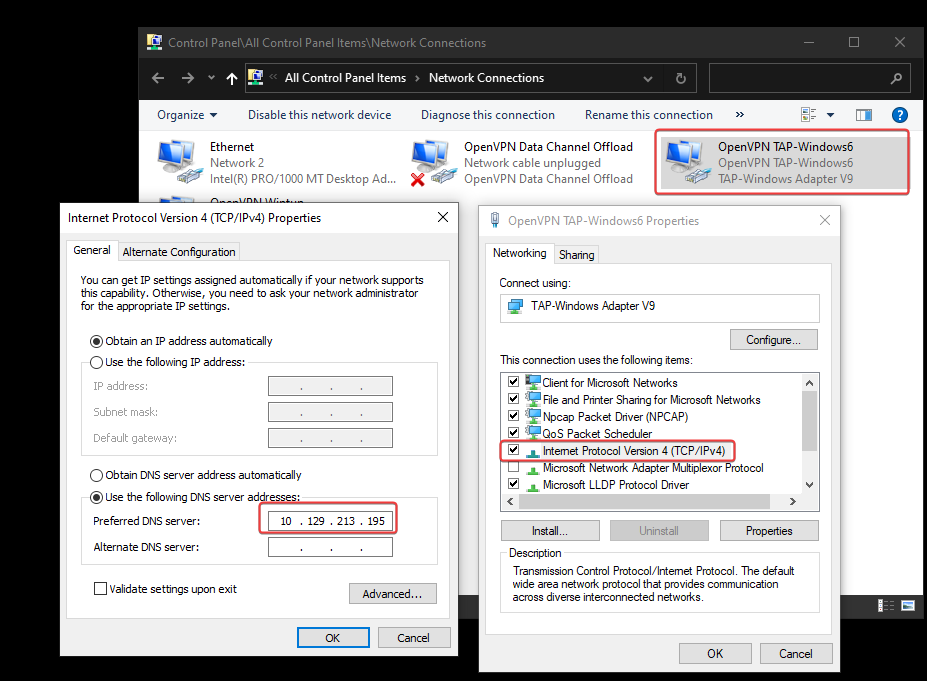 Control Panel\All Control Panel Items\Network Connections
All Control Panel Items > Network Connections
Organize Disable this network device Diagnose this connection Rename this connection »
Ethernet
Network 2
Intel(R) PRO/1000 MT Desktop Ad...
OpenVPN Data Channel Offload
Network cable unplugged
OpenVPN Data Channel Offload
OpenVPN TAP-Windows6
OpenVPN TAP-Windows6
TAP-Windows Adapter V9
OpenVPN Wintun
Internet Protocol Version 4 (TCP/IPv4) Properties
General Alternate Configuration
You can get IP settings assigned automatically if your network supports
this capability. Otherwise, you need to ask your network administrator
for the appropriate IP settings.
Obtain an IP address automatically
Use the following IP address:
IP address: . . .
Subnet mask: . . .
Default gateway: . . .
Obtain DNS server address automatically
Use the following DNS server addresses:
Preferred DNS server: 10 . 129 . 213 . 195
Alternate DNS server: . . .
Validate settings upon exit
Advanced...
OK Cancel
OpenVPN TAP-Windows6 Properties
Networking Sharing
Connect using:
TAP-Windows Adapter V9
Configure...
This connection uses the following items:
Client for Microsoft Networks
File and Printer Sharing for Microsoft Networks
Npcap Packet Driver (NPCAP)
QoS Packet Scheduler
Internet Protocol Version 4 (TCP/IPv4)
Microsoft Network Adapter Multiplexor Protocol
Microsoft LLDP Protocol Driver
Install... Uninstall Properties
Description
Transmission Control Protocol/Internet Protocol. The default
wide area network protocol that provides communication
across diverse interconnected networks.
OK Cancel